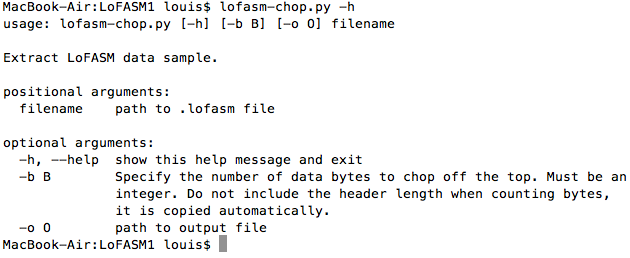 MacBook-Air:LoFASM1 louis$ lofasm-chop.py -h
usage: lofasm-chop.py [-h] [-b B] [-o O] filename
Extract LoFASM data sample.
positional arguments:
filename    path to .lofasm file
optional arguments:
-h, --help  show this help message and exit
-b B        Specify the number of data bytes to chop off the top. Must be an
integer. Do not include the header length when counting bytes,
it is copied automatically.
-o O        path to output file
MacBook-Air:LoFASM1 louis$